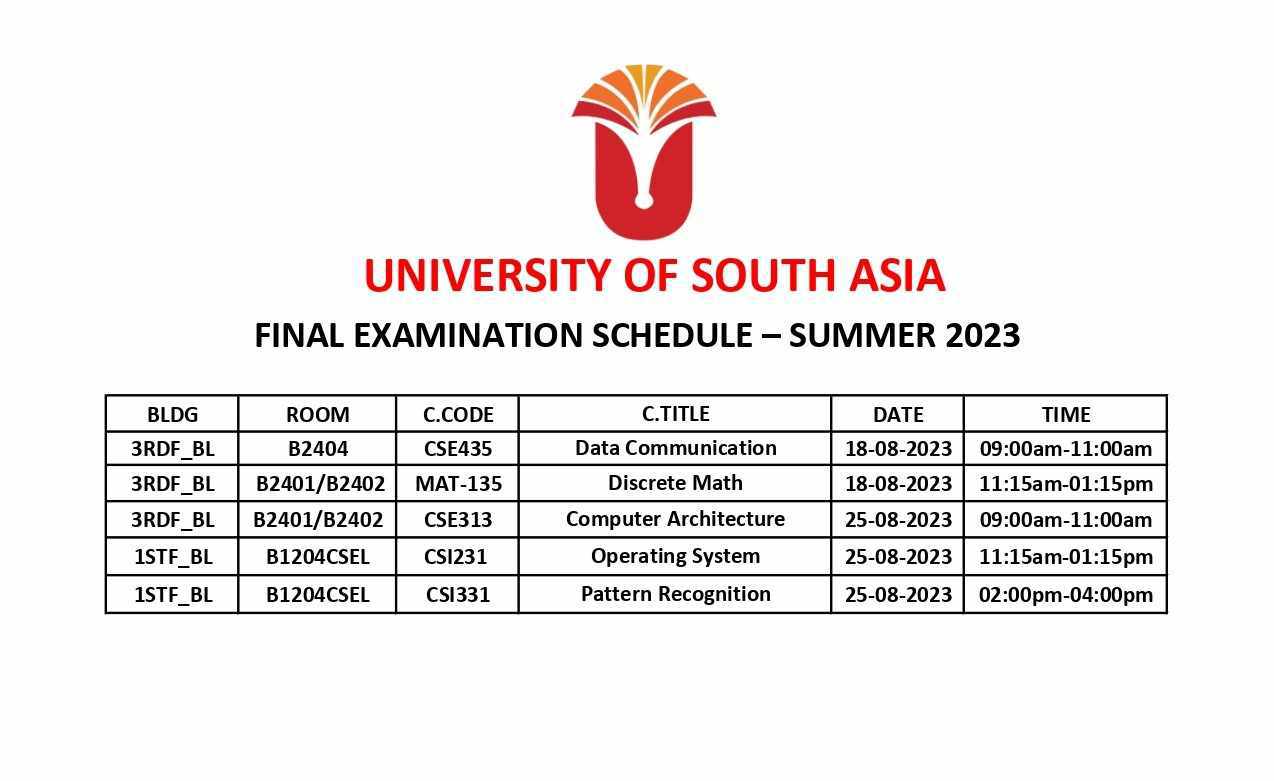 UNIVERSITY OF SOUTH ASIA
FINAL EXAMINATION SCHEDULE – SUMMER 2023
BLDG ROOM C.CODE C.TITLE DATE TIME
3RDF_BL B2404 CSE435 Data Communication 18-08-2023 09:00am-11:00am
3RDF_BL B2401/B2402 MAT-135 Discrete Math 18-08-2023 11:15am-01:15pm
3RDF_BL B2401/B2402 CSE313 Computer Architecture 25-08-2023 09:00am-11:00am
1STF_BL B1204CSEL CSI231 Operating System 25-08-2023 11:15am-01:15pm
1STF_BL B1204CSEL CSI331 Pattern Recognition 25-08-2023 02:00pm-04:00pm